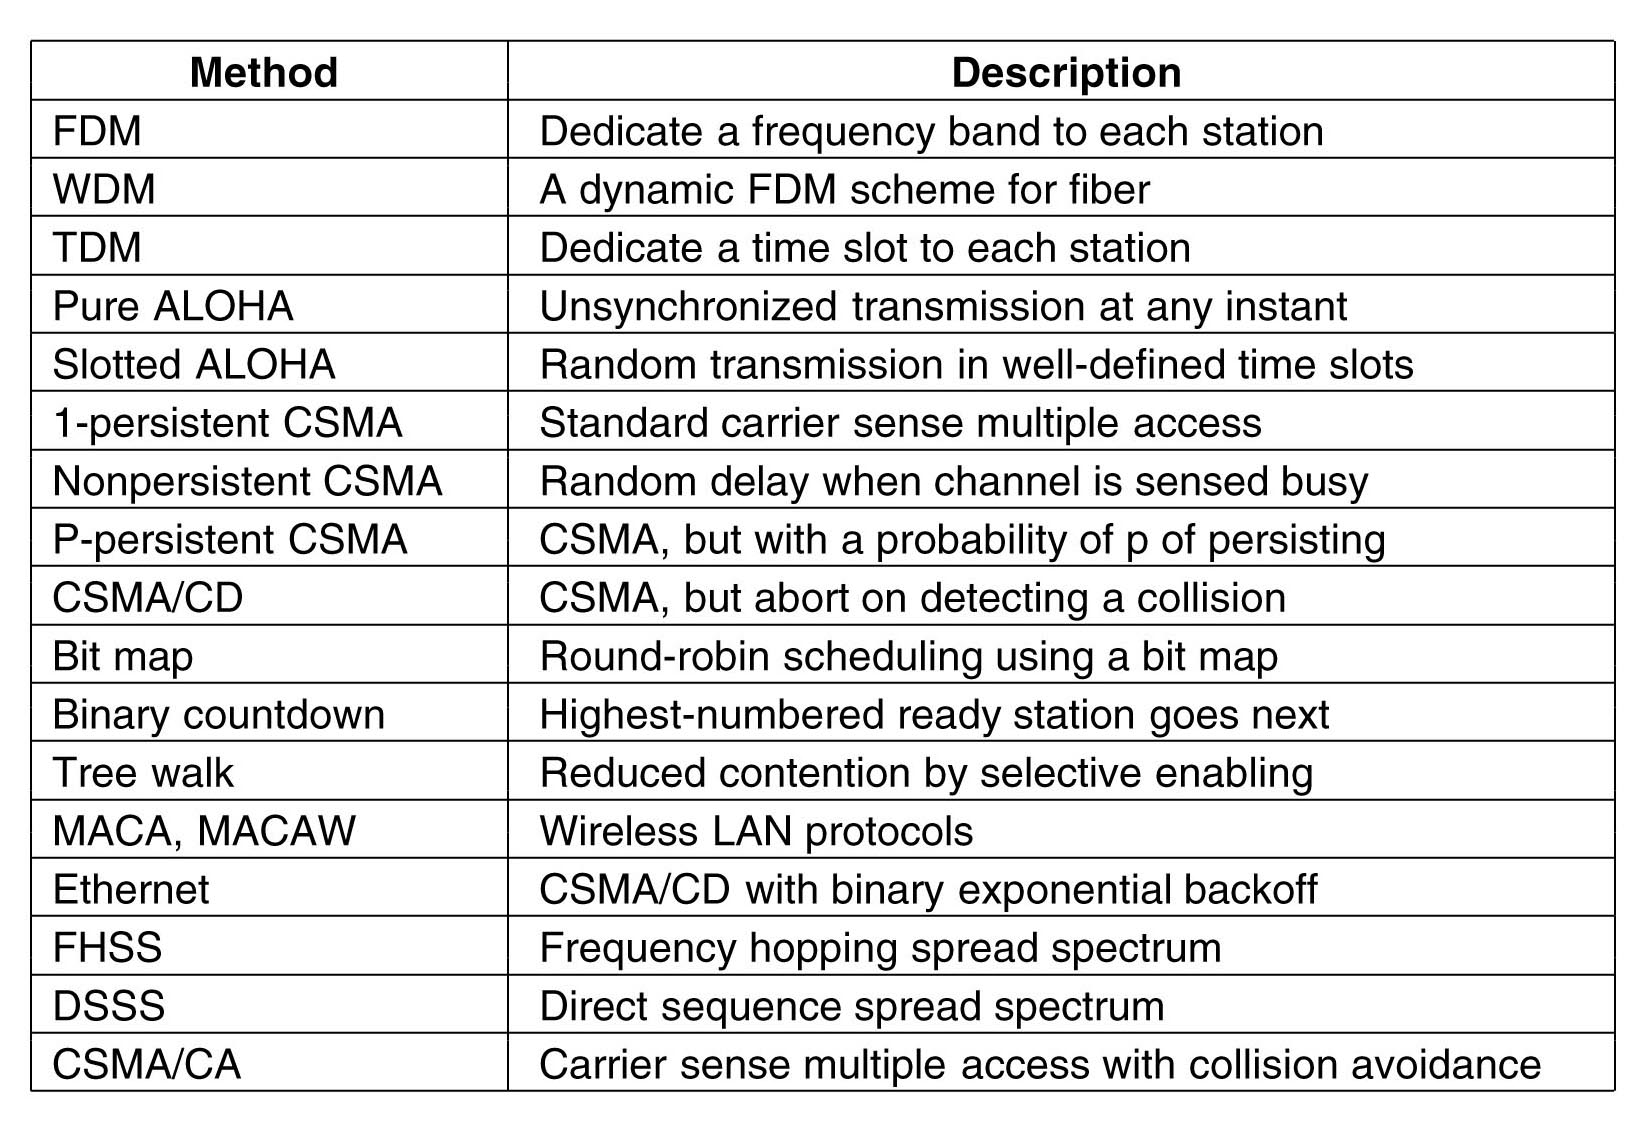 Method Description
FDM Dedicate a frequency band to each station
WDM A dynamic FDM scheme for fiber
TDM Dedicate a time slot to each station
Pure ALOHA Unsynchronized transmission at any instant
Slotted ALOHA Random transmission in well-defined time slots
1-persistent CSMA Standard carrier sense multiple access
Nonpersistent CSMA Random delay when channel is sensed busy
P-persistent CSMA CSMA, but with a probability of p of persisting
CSMA/CD CSMA, but abort on detecting a collision
Bit map Round-robin scheduling using a bit map
Binary countdown Highest-numbered ready station goes next
Tree walk Reduced contention by selective enabling
MACA, MACAW Wireless LAN protocols
Ethernet CSMA/CD with binary exponential backoff
FHSS Frequency hopping spread spectrum
DSSS Direct sequence spread spectrum
CSMA/CA Carrier sense multiple access with collision avoidance